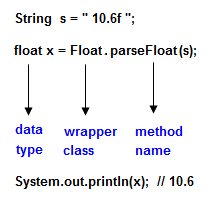 String s = " 10.6f ";
float x = Float.parseFloat(s);
data wrapper method
type class name
System.out.println(x); // 10.6